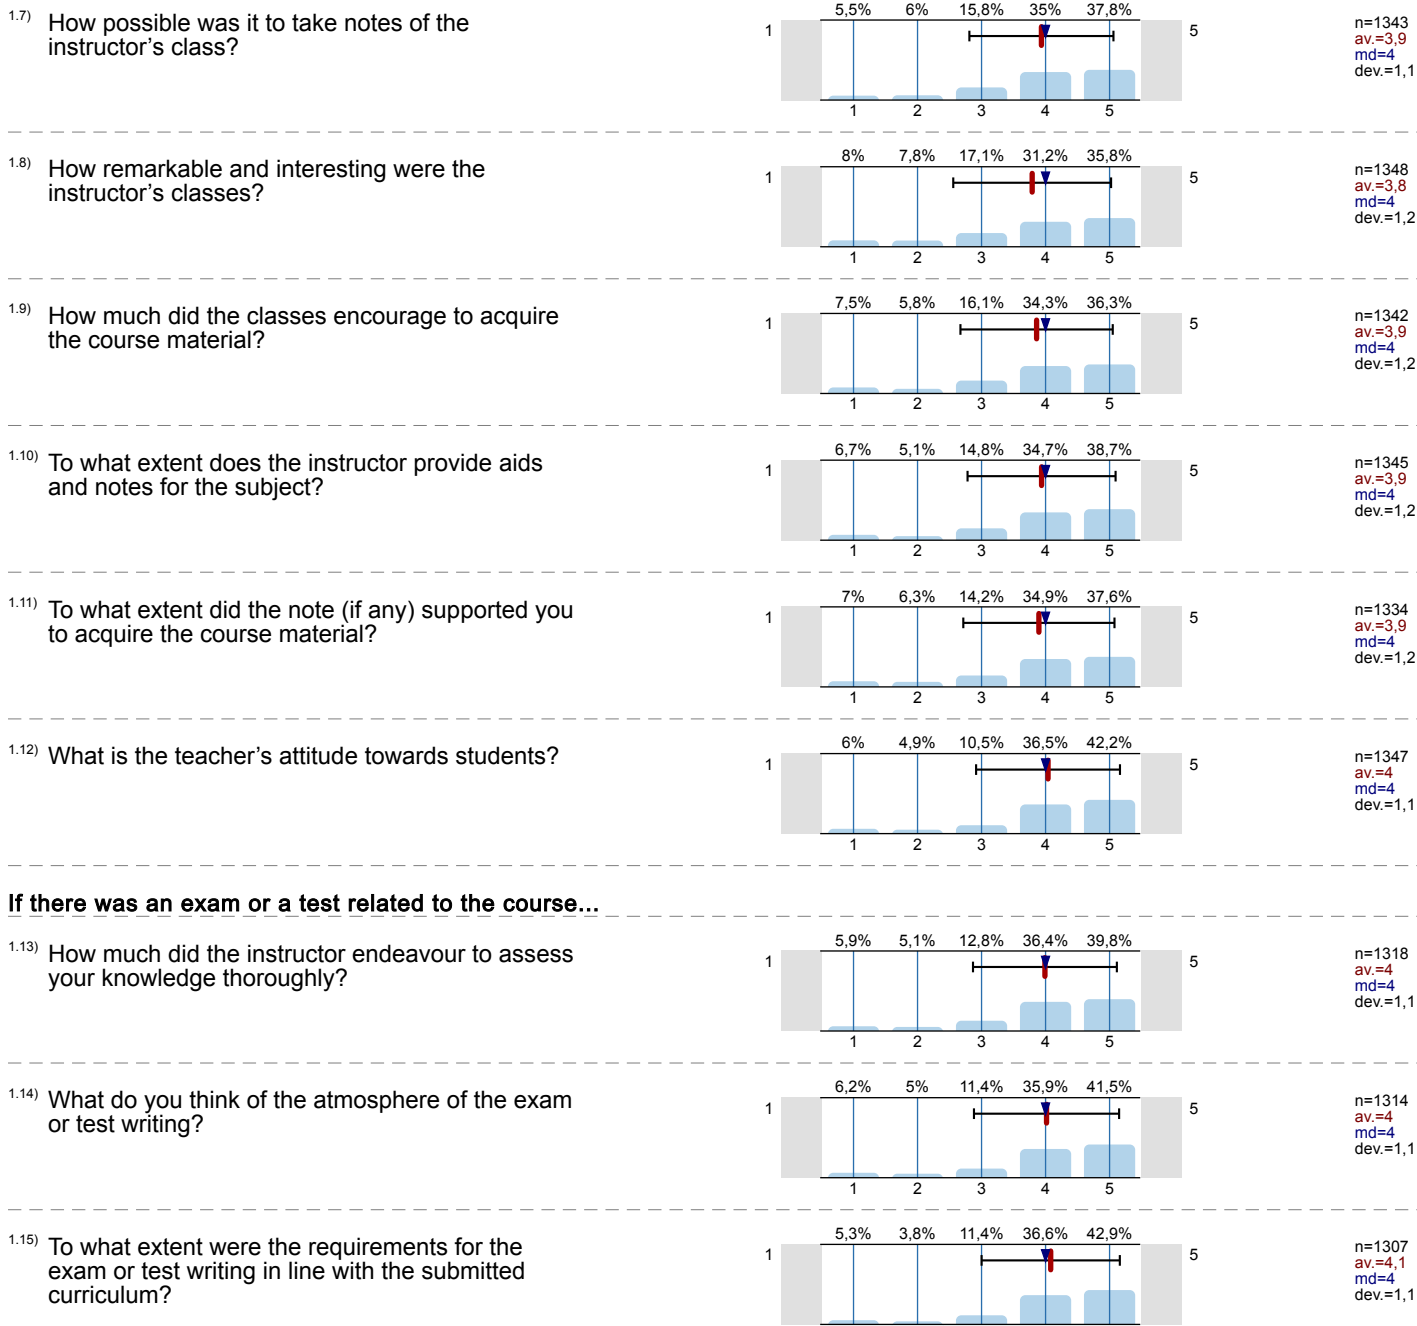 1.7) How possible was it to take notes of the
instructor’s class?
5,5% 6% 15,8% 35% 37,8%
1 5
1 2 3 4 5
n=1343
av.=3,9
md=4
dev.=1,1
1.8) How remarkable and interesting were the
instructor’s classes?
8% 7,8% 17,1% 31,2% 35,8%
1 5
1 2 3 4 5
n=1348
av.=3,8
md=4
dev.=1,2
1.9) How much did the classes encourage to acquire
the course material?
7,5% 5,8% 16,1% 34,3% 36,3%
1 5
1 2 3 4 5
n=1342
av.=3,9
md=4
dev.=1,2
1.10) To what extent does the instructor provide aids
and notes for the subject?
6,7% 5,1% 14,8% 34,7% 38,7%
1 5
1 2 3 4 5
n=1345
av.=3,9
md=4
dev.=1,2
1.11) To what extent did the note (if any) supported you
to acquire the course material?
7% 6,3% 14,2% 34,9% 37,6%
1 5
1 2 3 4 5
n=1334
av.=3,9
md=4
dev.=1,2
1.12) What is the teacher’s attitude towards students?
6% 4,9% 10,5% 36,5% 42,2%
1 5
1 2 3 4 5
n=1347
av.=4
md=4
dev.=1,1
If there was an exam or a test related to the course...
1.13) How much did the instructor endeavour to assess
your knowledge thoroughly?
5,9% 5,1% 12,8% 36,4% 39,8%
1 5
1 2 3 4 5
n=1318
av.=4
md=4
dev.=1,1
1.14) What do you think of the atmosphere of the exam
or test writing?
6,2% 5% 11,4% 35,9% 41,5%
1 5
1 2 3 4 5
n=1314
av.=4
md=4
dev.=1,1
1.15) To what extent were the requirements for the
exam or test writing in line with the submitted
curriculum?
5,3% 3,8% 11,4% 36,6% 42,9%
1 5
n=1307
av.=4,1
md=4
dev.=1,1